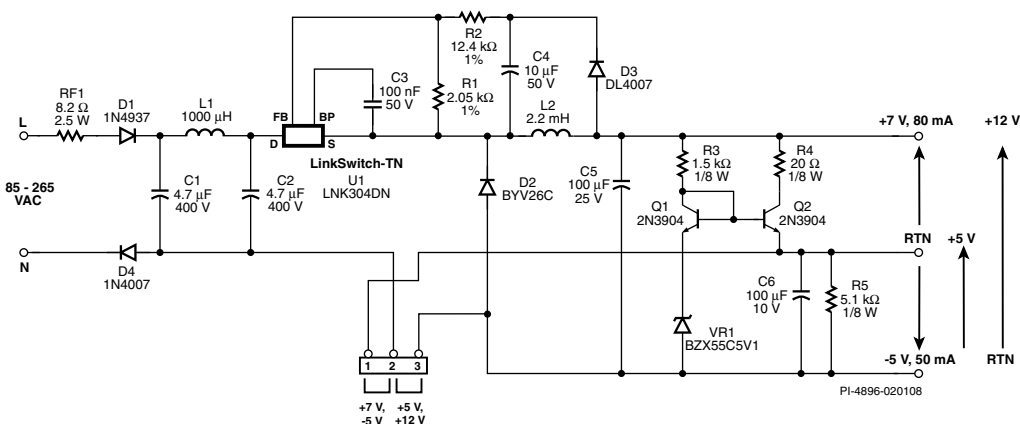 R2
12.4 kΩ
1%
C4
10 µF
50 V
C3
100 nF
50 V
R1
2.05 kΩ
1%
D3
DL4007
RF1
8.2 Ω
2.5 W
D1
1N4937
L1
1000 µH
L2
2.2 mH
FB
BP
D
S
L
+7 V, 80 mA
+12 V
LinkSwitch-TN
U1
LNK304DN
R3
1.5 kΩ
1/8 W
R4
20 Ω
1/8 W
85 - 265
VAC
C1
4.7 µF
400 V
C2
4.7 µF
400 V
D2
BYV26C
C5
100 µF
25 V
Q1
2N3904
Q2
2N3904
RTN
+5 V
N
D4
1N4007
C6
100 µF
10 V
R5
5.1 kΩ
1/8 W
VR1
BZX55C5V1
1 2 3
-5 V, 50 mA
RTN
PI-4896-020108
+7 V,
-5 V
+5 V,
+12 V